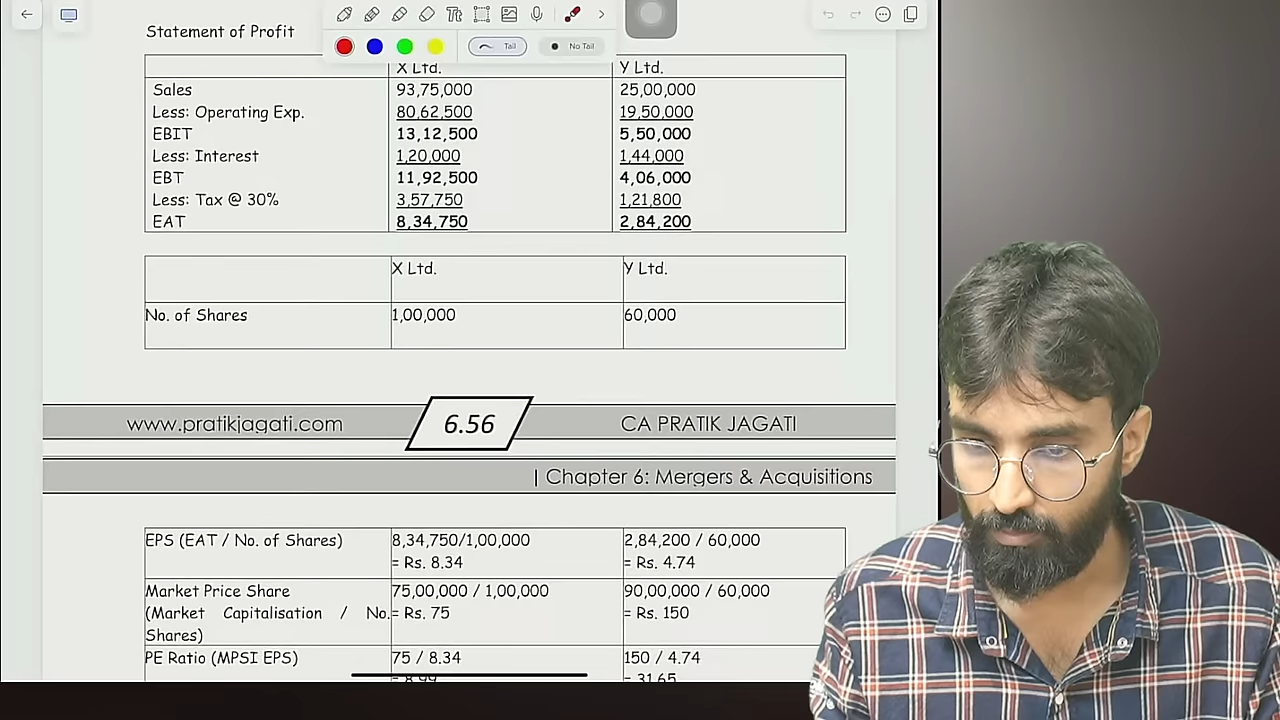 Statement of Profit
Tt
Tail
No Tail
X Ltd. Y Ltd.
Sales 93,75,000 25,00,000
Less: Operating Exp. 80,62,500 19,50,000
EBIT 13,12,500 5,50,000
Less: Interest 1,20,000 1,44,000
EBT 11,92,500 4,06,000
Less: Tax @ 30% 3,57,750 1,21,800
EAT 8,34,750 2,84,200
X Ltd. Y Ltd.
No. of Shares 1,00,000 60,000
www.pratikjagati.com 6.56 CA PRATIK JAGATI
| Chapter 6: Mergers & Acquisitions
EPS (EAT / No. of Shares) 8,34,750/1,00,000 2,84,200 / 60,000
= Rs. 8.34 = Rs. 4.74
Market Price Share 75,00,000 / 1,00,000 90,00,000 / 60,000
(Market Capitalisation / No. = Rs. 75 = Rs. 150
Shares)
PE Ratio (MPSI EPS) 75 / 8.34 150 / 4.74
= 8.99 = 31.65